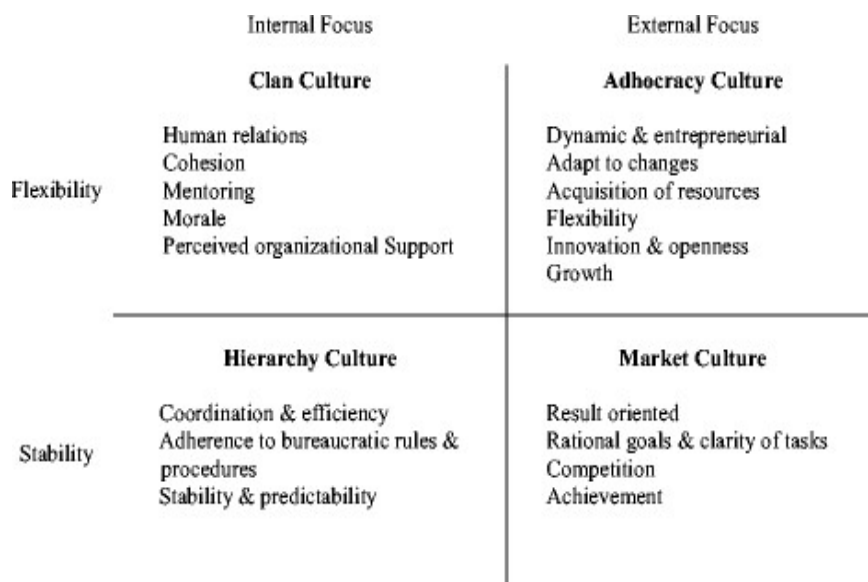 Internal Focus
External Focus
Clan Culture
Human relations
Cohesion
Mentoring
Morale
Perceived organizational Support
Adhocracy Culture
Dynamic & entrepreneurial
Adapt to changes
Acquisition of resources
Flexibility
Innovation & openness
Growth
Flexibility
Hierarchy Culture
Coordination & efficiency
Adherence to bureaucratic rules &
procedures
Stability & predictability
Market Culture
Result oriented
Rational goals & clarity of tasks
Competition
Achievement
Stability